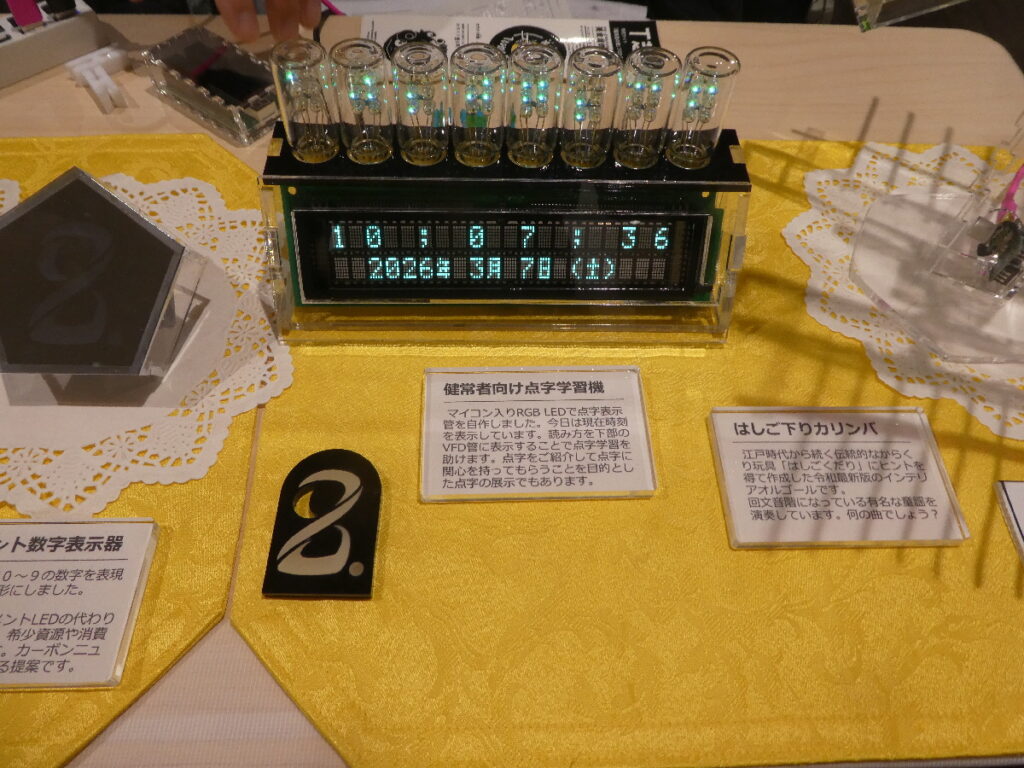 10 : 07 : 36
2026年 3月 7日 (土)
健常者向け点字学習機
マイコン入りRGB LEDで点字表示
管を自作しました。今日は現在時刻
を表示しています。読み方を下部の
VFD管に表示することで点字学習を
助けます。点字をご紹介して点字に
関心を持ってもらうことを目的とし
た点字の展示でもあります。
はしご下りカリンバ
江戸時代から続く伝統的なからく
り玩具「はしごくだり」にヒントを
得て作成した令和最新版のインテリ
アオルゴールです。
回文音階になっている有名な童謡を
演奏しています。何の曲でしょう？
ント数字表示器
０～９の数字を表現
形にしました。
メントLEDの代わり
希少資源や消費
す。カーボンニュ
る提案です。
2.